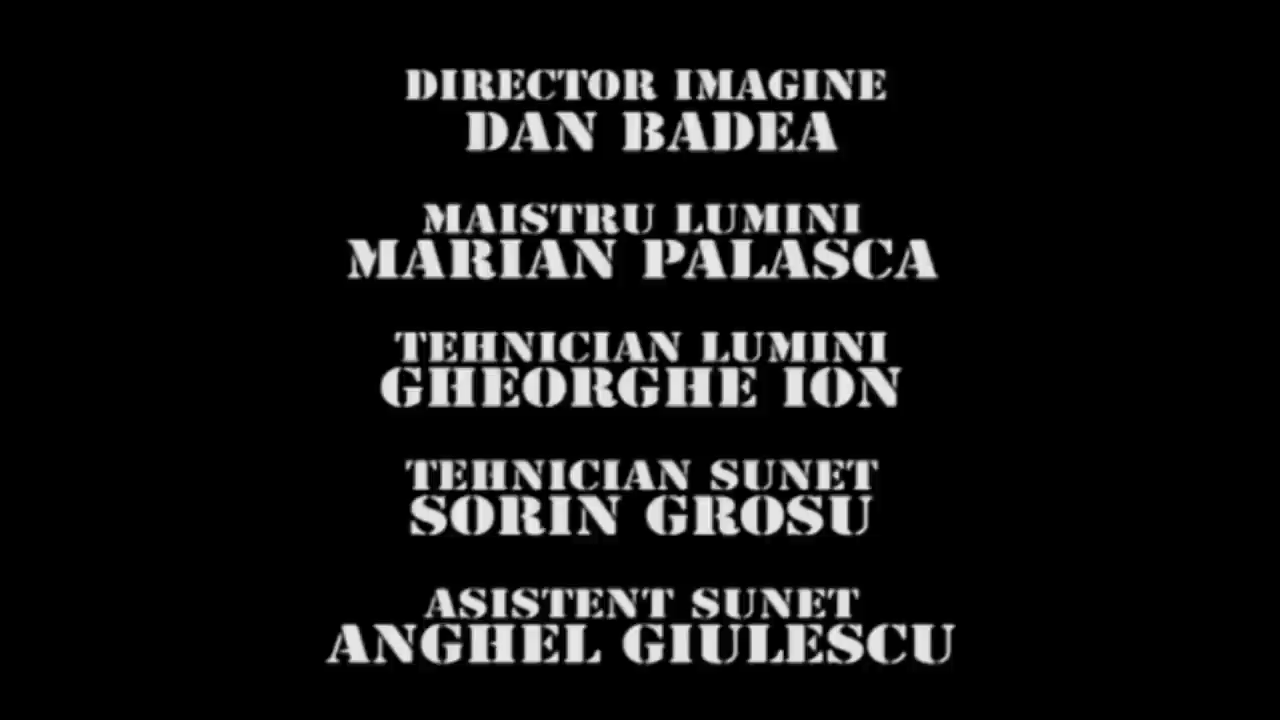 DIRECTOR IMAGINE
DAN BADEA
MAISTRU LUMINI
MARIAN PALASCA
TEHNICIAN LUMINI
GHEORGHE ION
TEHNICIAN SUNET
SORIN GROSU
ASISTENT SUNET
ANGHEL GIULESCU